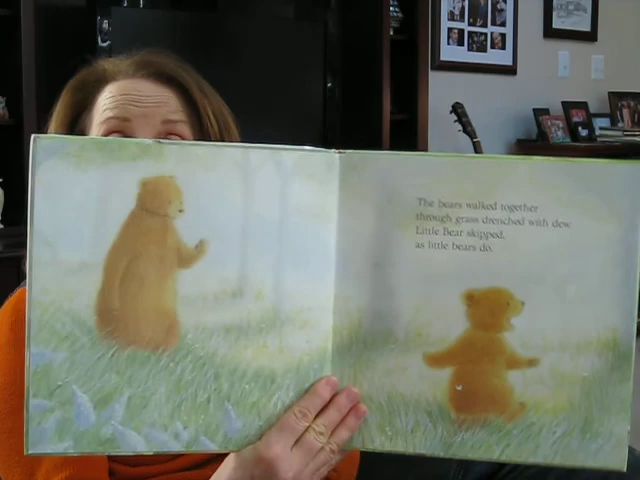 The bears walked together
through grass drenched with dew
Little Bear skipped,
as little bears do.